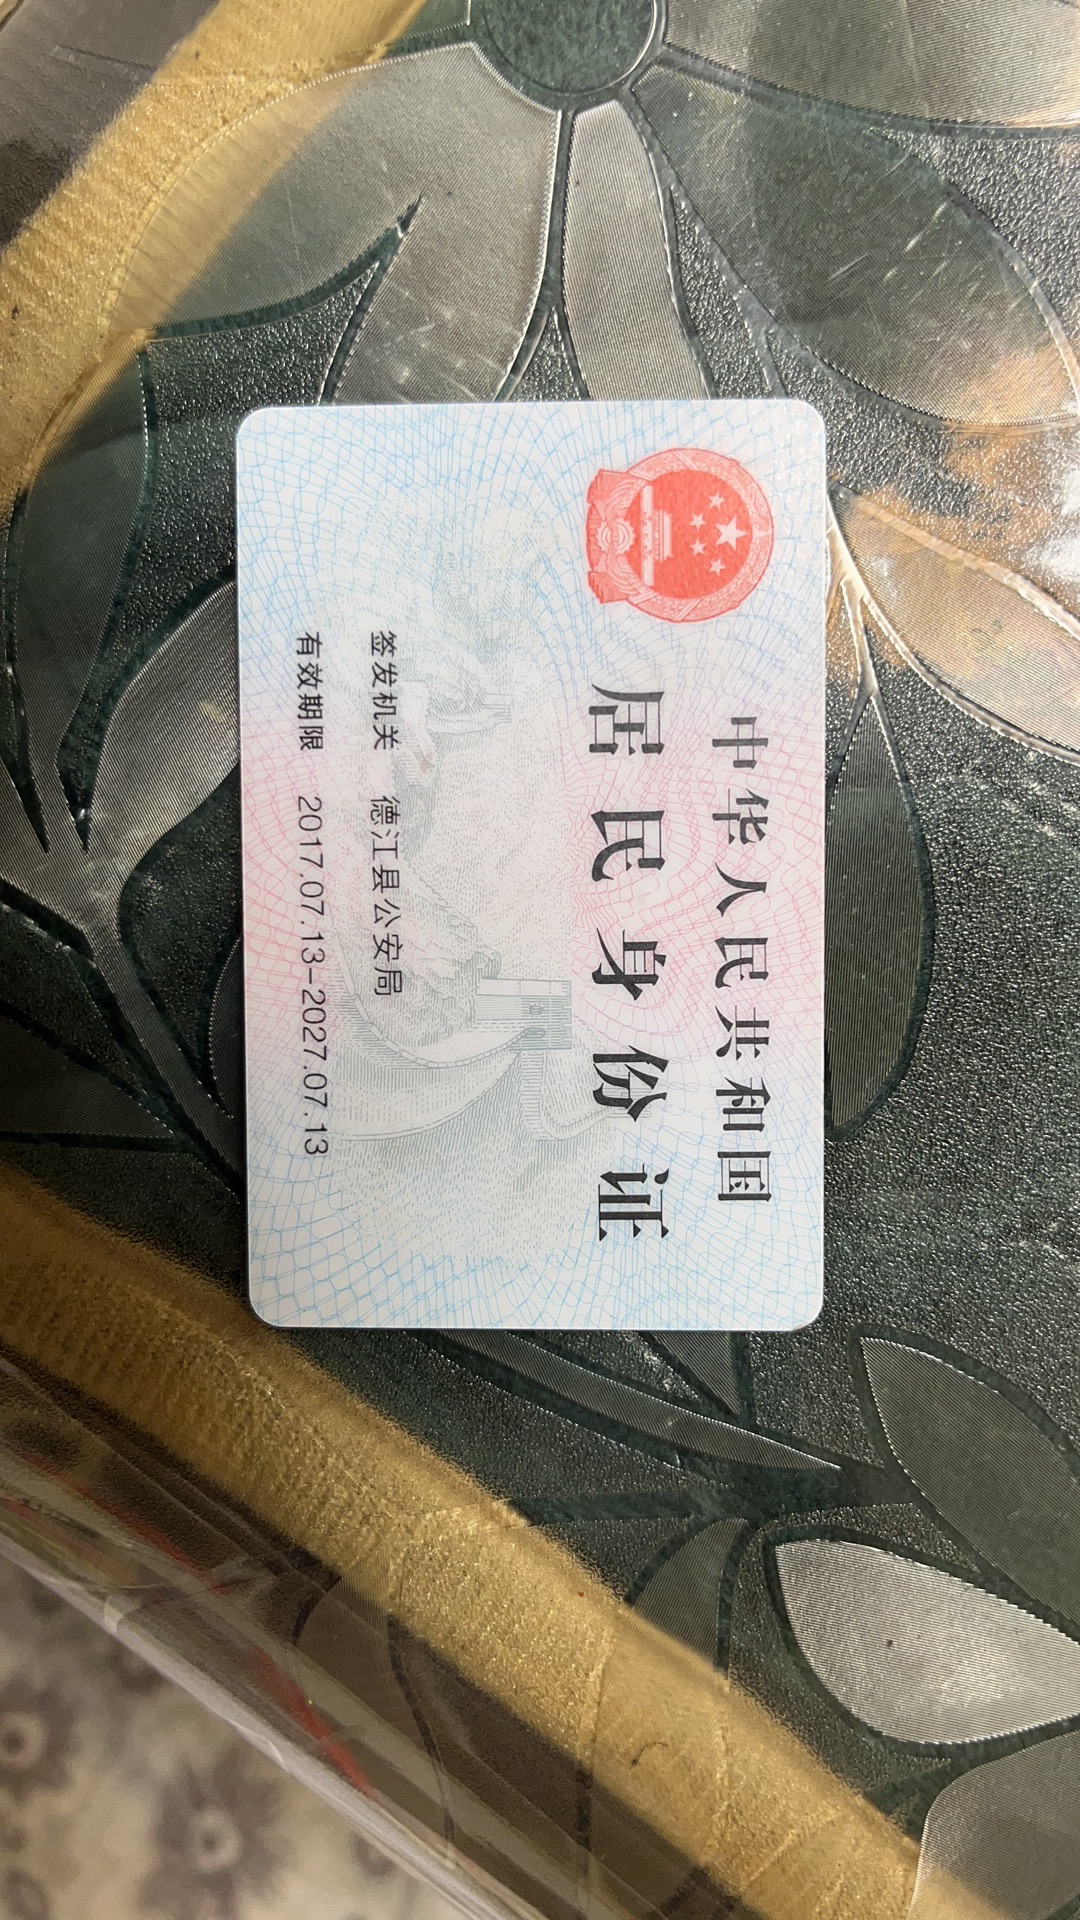 中华人民共和国
居民身份证
签发机关 德江县公安局
有效期限 2017.07.13-2027.07.13